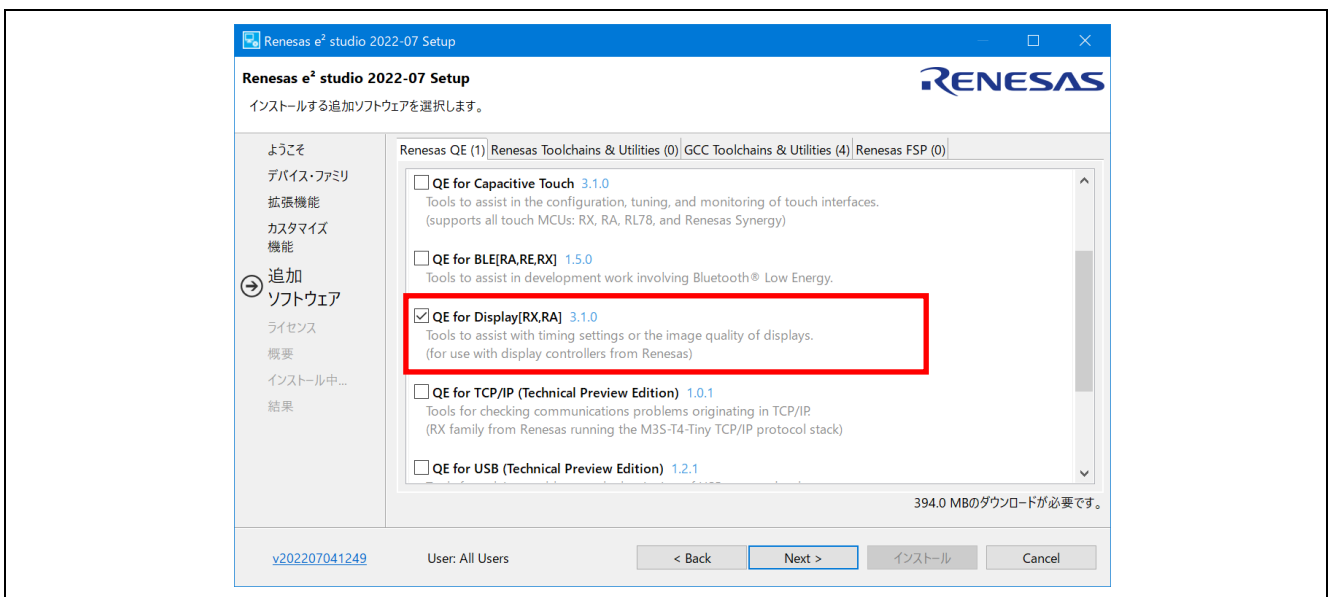 Renesas e² studio 2022-07 Setup
Renesas e² studio 2022-07 Setup
インストールする追加ソフトウェアを選択します。
RENESAS
ようこそ
デバイス・ファミリ
拡張機能
カスタマイズ
機能
追加
ソフトウェア
ライセンス
概要
インストール中...
結果
Renesas QE (1) Renesas Toolchains & Utilities (0) GCC Toolchains & Utilities (4) Renesas FSP (0)
QE for Capacitive Touch 3.1.0
Tools to assist in the configuration, tuning, and monitoring of touch interfaces.
(supports all touch MCUs: RX, RA, RL78, and Renesas Synergy)
QE for BLE[RA,RE,RX] 1.5.0
Tools to assist in development work involving Bluetooth® Low Energy.
QE for Display[RX,RA] 3.1.0
Tools to assist with timing settings or the image quality of displays.
(for use with display controllers from Renesas)
QE for TCP/IP (Technical Preview Edition) 1.0.1
Tools for checking communications problems originating in TCP/IP.
(RX family from Renesas running the M3S-T4-Tiny TCP/IP protocol stack)
QE for USB (Technical Preview Edition) 1.2.1
394.0 MBのダウンロードが必要です。
v202207041249
User: All Users
< Back
Next >
インストール
Cancel